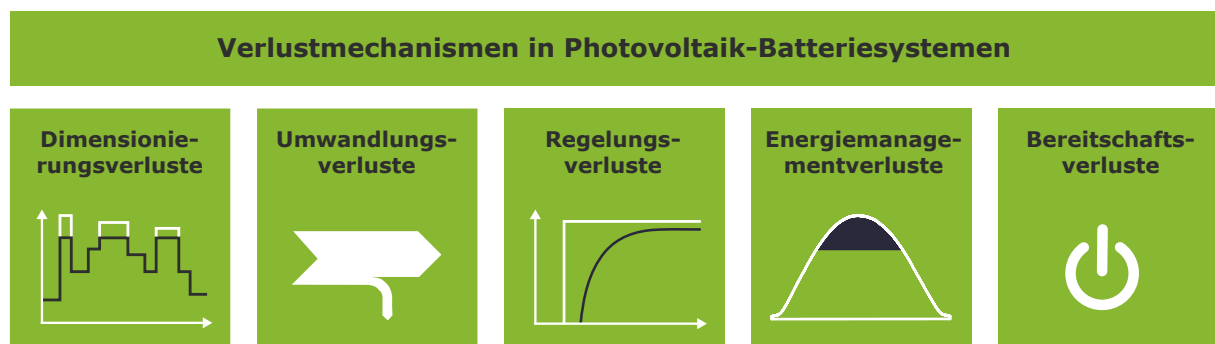 Verlustmechanismen in Photovoltaik-Batteriesystemen
Dimensionie-
rungsverluste
Umwandlungs-
verluste
Regelungs-
verluste
Energiemanage-
mentverluste
Bereitschafts-
verluste